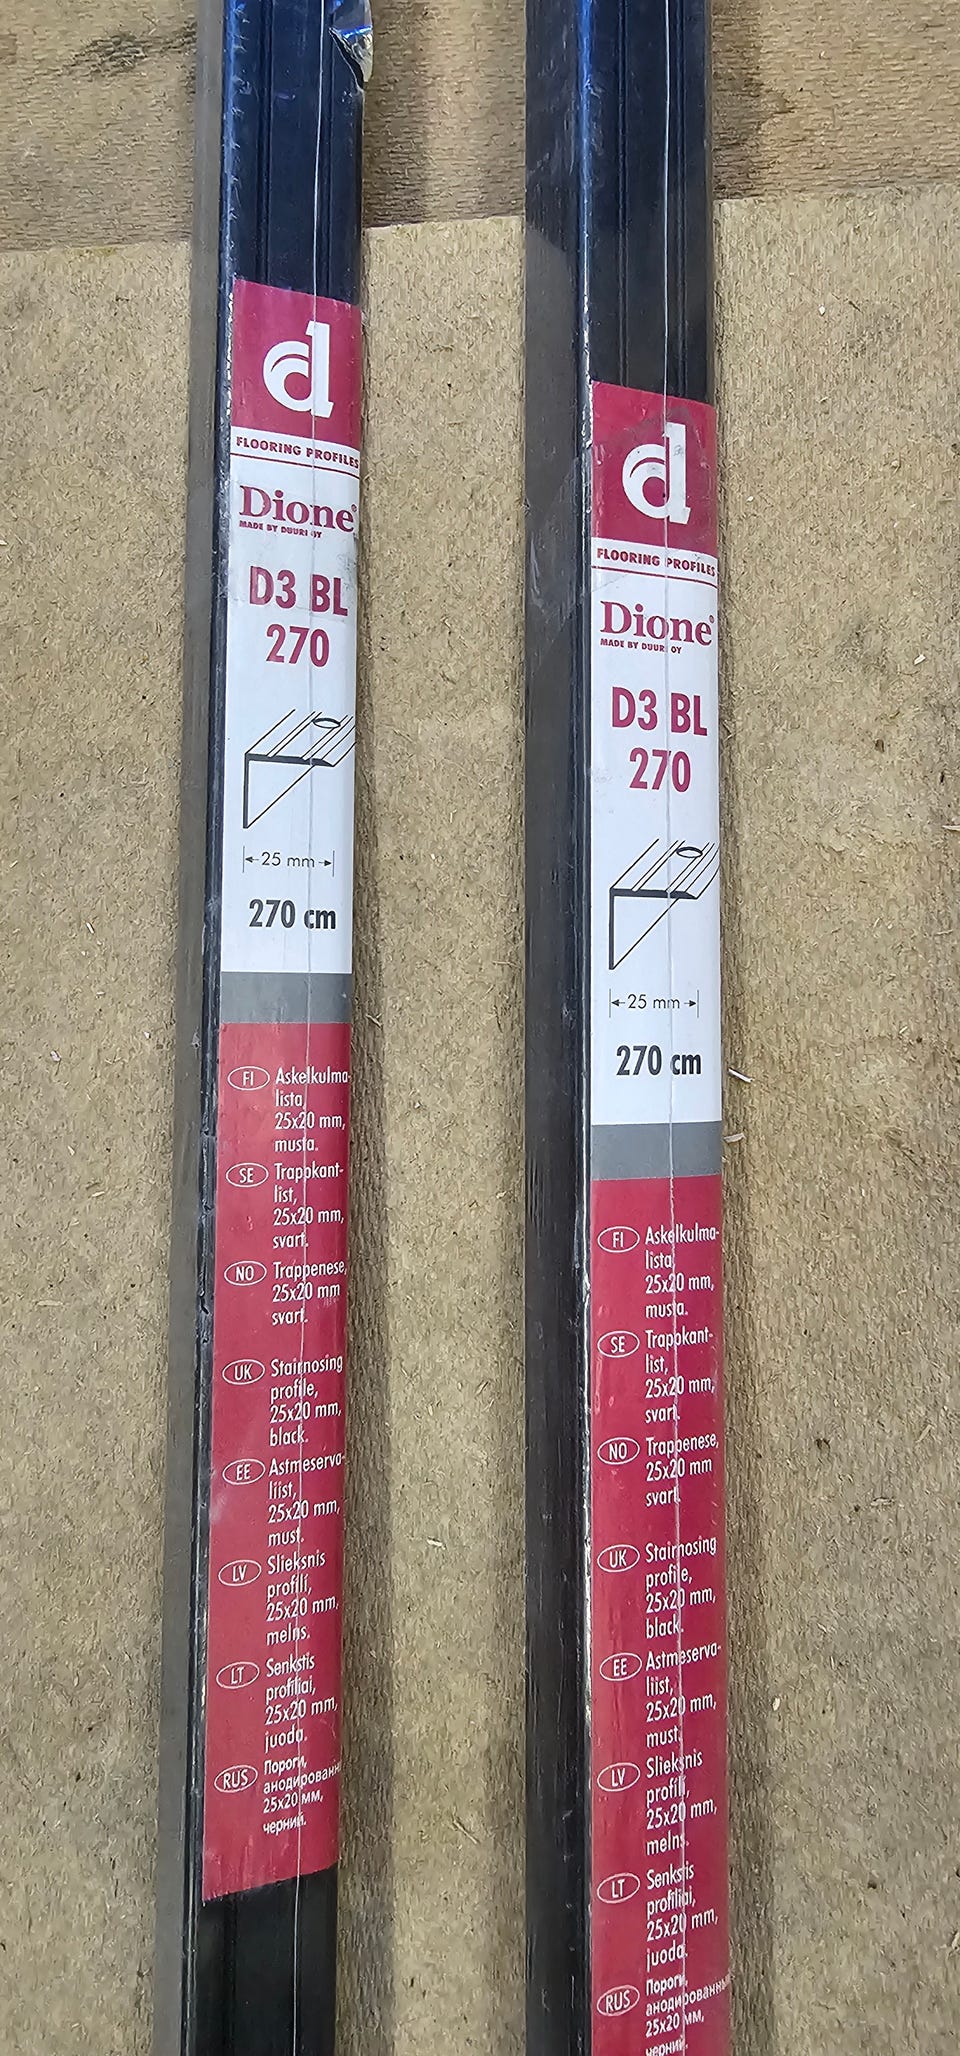 d
FLOORING PROFILES
Dione®
MADE BY DUURI OY
D3 BL
270
25 mm
270 cm
FI Askelkulma-
lista,
25x20 mm,
musta.
SE Trappkant-
list,
25x20 mm,
svart.
NO Trappenese,
25x20 mm
svart.
UK Stairnosing
profile,
25x20 mm,
black.
EE Astmeserva-
liist,
25x20 mm,
must.
LV Slieksnis
profili,
25x20 mm,
melns.
LT Senkstis
profiliai,
25x20 mm,
juoda.
RUS Пороги,
анодированный
25x20 мм,
черний.
d
FLOORING PROFILES
Dione®
MADE BY DUURI OY
D3 BL
270
25 mm
270 cm
FI Askelkulma-
lista,
25x20 mm,
musta.
SE Trappkant-
list,
25x20 mm,
svart.
NO Trappenese,
25x20 mm
svart.
UK Stairnosing
profile,
25x20 mm,
black.
EE Astmeserva-
liist,
25x20 mm,
must.
LV Slieksnis
profili,
25x20 mm,
melns.
LT Senkstis
profiliai,
25x20 mm,
juoda.
RUS Пороги,
анодированный
25x20 мм,
черний.